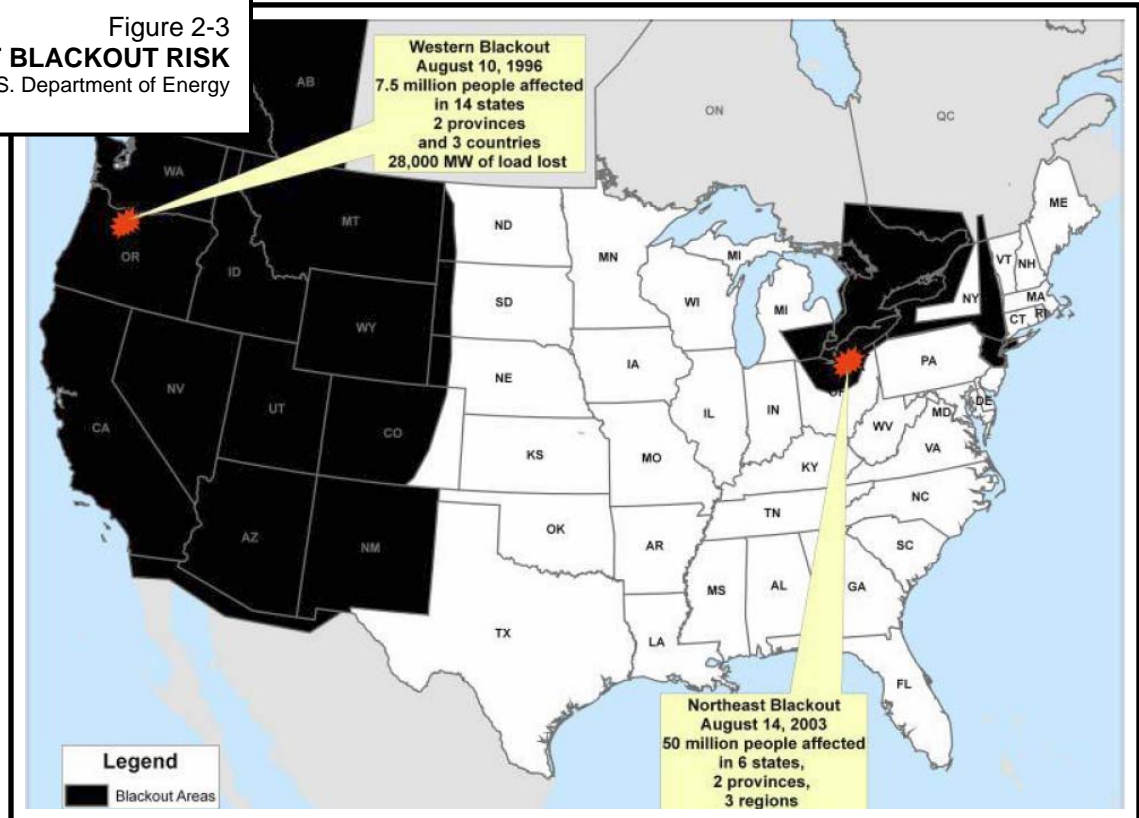 Figure 2-3
BLACKOUT RISK
S. Department of Energy
Western Blackout
August 10, 1996
7.5 million people affected
in 14 states
2 provinces
and 3 countries
28,000 MW of load lost
AB
ON
QC
WA
MT
ND
MN
OR
ID
SD
WI
MI
MI
ME
VT
NH
NY
MA
CT
RI
WY
NE
IA
PA
NV
UT
CO
CA
IL
IN
WV
MD
DE
VA
KS
MO
KY
AZ
NM
OK
AR
TN
NC
SC
TX
LA
MS
AL
GA
FL
Northeast Blackout
August 14, 2003
50 million people affected
in 6 states,
2 provinces,
3 regions
Legend
Blackout Areas